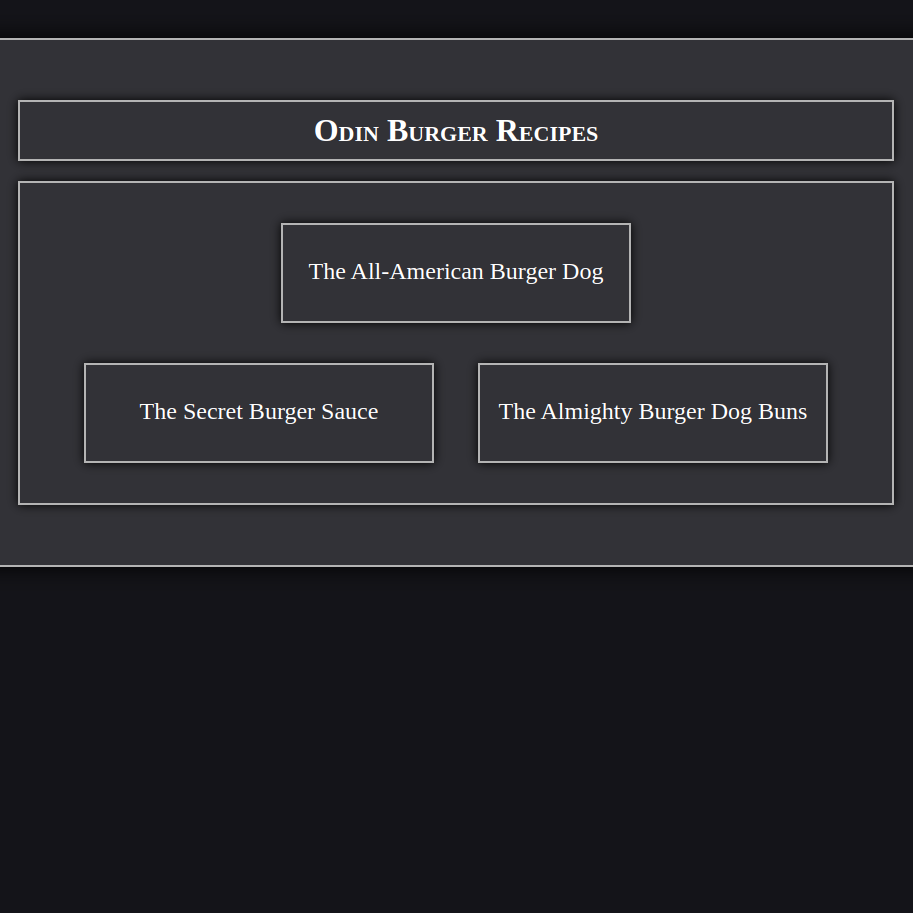 Odin Burger Recipes
The All-American Burger Dog
The Secret Burger Sauce
The Almighty Burger Dog Buns